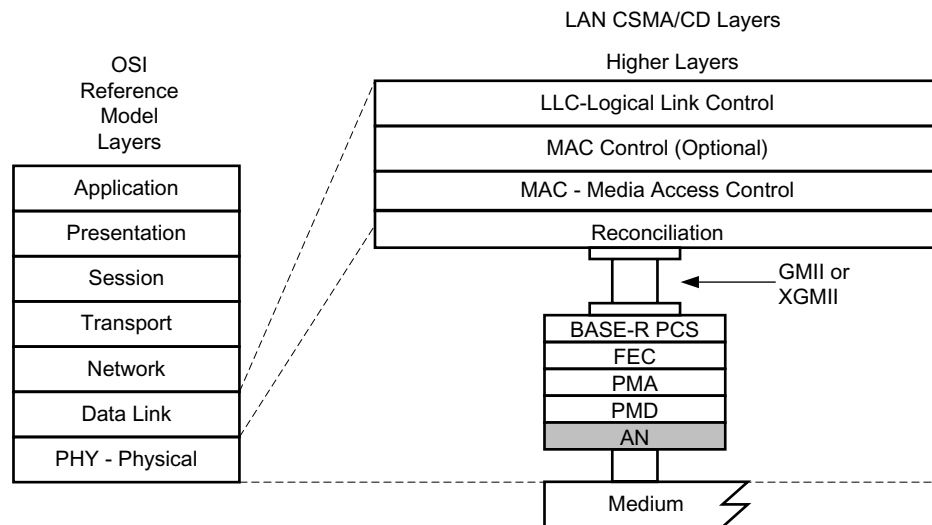 LAN CSMA/CD Layers
OSI
Reference
Model
Layers
Higher Layers
LLC-Logical Link Control
MAC Control (Optional)
MAC - Media Access Control
Reconciliation
Application
Presentation
Session
Transport
Network
Data Link
PHY - Physical
GMII or
XGMII
BASE-R PCS
FEC
PMA
PMD
AN
Medium